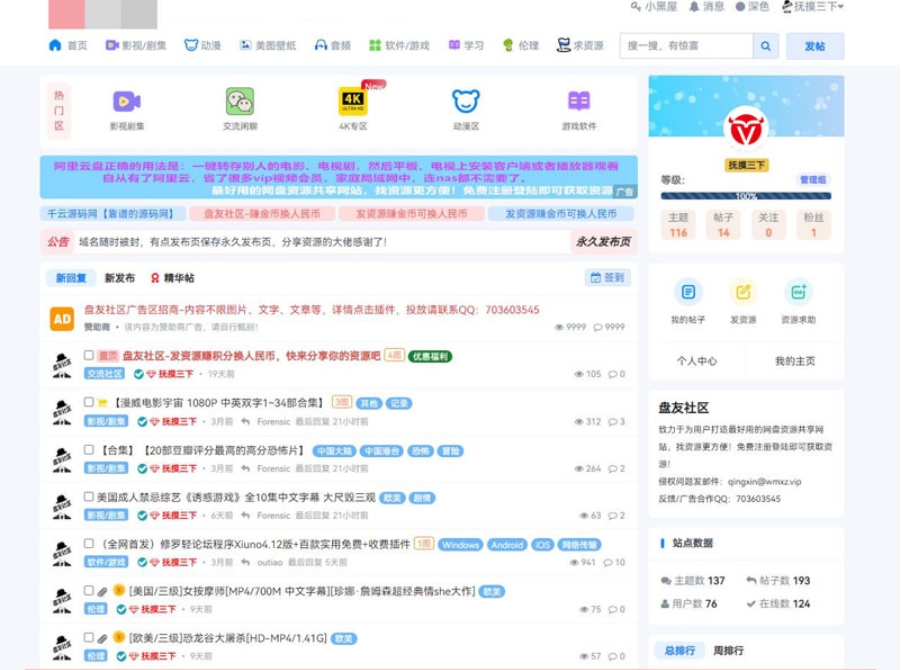 小黑屋 消息 深色 抚摸三下
首页 影视/剧集 动漫 美图壁纸 音频 软件/游戏 学习 伦理 求资源 搜一搜，有惊喜 发帖
热门区
影视剧集 交流闲聊 4K专区 动漫区 游戏软件
4K
ULTRA HD
New
阿里云盘正确的用法是：一键转存别人的电影、电视剧，然后平板、电视上安装客户端或者播放器观看
自从有了阿里云，省了很多vip视频会员，家庭局域网中，连nas都不需要了。
最好用的网盘资源共享网站，找资源更方便！免费注册登陆即可获取资源
广告
千云源码网【靠谱的源码网】 盘友社区-赚金币换人民币 发资源赚金币可换人民币 发资源赚金币可换人民币
公告 域名随时被封，有点发布页保存永久发布页，分享资源的大佬感谢了！ 永久发布页
新回复 新发布 精华帖 签到
AD
盘友社区广告区招商-内容不限图片、文字、文章等，详情点击插件，投放请联系QQ：703603545
赞助商 • 该内容为赞助商广告，请自行甄别！ 9999 9999
置顶 盘友社区-发资源赚积分换人民币，快来分享你的资源吧 4图 优惠福利
交流社区 抚摸三下 • 19天前 105 0
【漫威电影宇宙 1080P 中英双字1~34部合集】 3图 其他 记录
影视/剧集 抚摸三下 • 3月前 Forensic 最后回复 21小时前 312 3
【合集】【20部豆瓣评分最高的高分恐怖片】 中国大陆 中国港台 恐怖 冒险
影视/剧集 抚摸三下 • 3月前 Forensic 最后回复 21小时前 264 2
美国成人禁忌综艺《诱惑游戏》全10集中文字幕 大尺毁三观 欧美 剧情
影视/剧集 抚摸三下 • 6天前 Forensic 最后回复 21小时前 63 2
（全网首发）修罗轻论坛程序Xiuno4.12版+百款实用免费+收费插件 1图 Windows Android IOS 网络传输
软件/游戏 抚摸三下 • 3月前 outiao 最后回复 5天前 941 10
[美国/三级]女按摩师[MP4/700M 中文字幕][珍娜·詹姆森超经典情she大作] 欧美
伦理 抚摸三下 • 9天前 75 0
[欧美/三级]恐龙谷大屠杀[HD-MP4/1.41G] 欧美
伦理 抚摸三下 • 9天前 57 0
抚摸三下
等级： 管理组
100%
主题 帖子 关注 粉丝
116 14 0 1
我的帖子 发资源 资源求助
个人中心 我的主页
盘友社区
致力于为用户打造最好用的网盘资源共享网
站，找资源更方便！免费注册登陆即可获取资
源！
侵权问题发邮件：qingxin@wmxz.vip
反馈/广告合作QQ：703603545
站点数据
主题数 137 帖子数 193
用户数 76 在线数 124
总排行 周排行